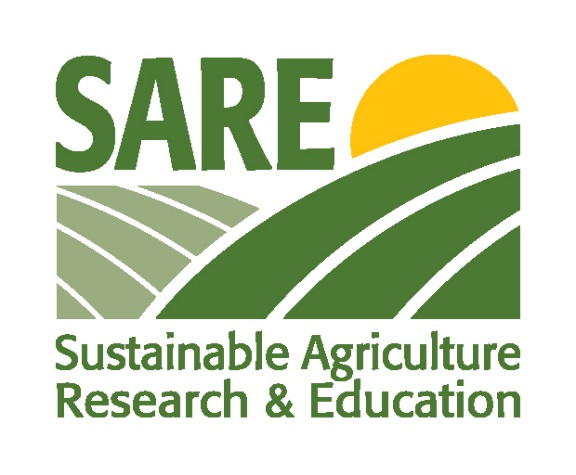 SARE
Sustainable Agriculture
Research & Education